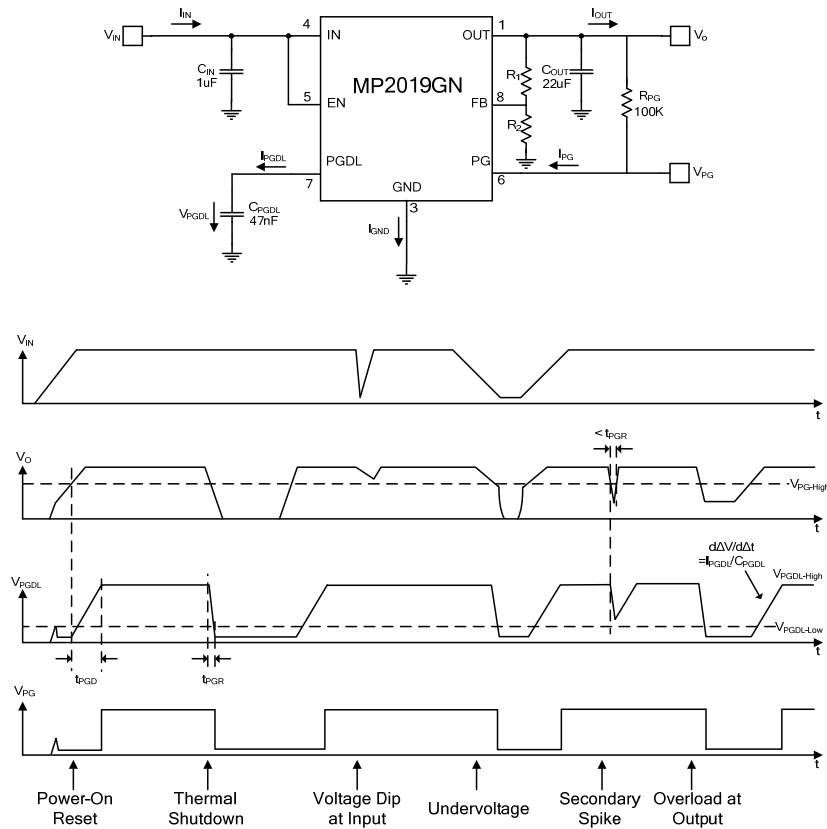 I_IN
4
1
I_OUT
V_IN
IN
OUT
V_O
C_IN
1uF
R_1
C_OUT
22uF
MP2019GN
R_PG
100K
5
EN
FB
8
R_2
I_PGDL
PGDL
PG
I_PG
7
6
V_PG
GND
V_PGDL
C_PGDL
47nF
3
I_GND
V_IN
t
< t_PGR
V_O
V_PG-High
t
dΔV/dΔt
=I_PGDL/C_PGDL
V_PGDL
V_PGDL-High
V_PGDL-Low
t
t_PGD
t_PGR
V_PG
t
Power-On
Reset
Thermal
Shutdown
Voltage Dip
at Input
Undervoltage
Secondary
Spike
Overload at
Output